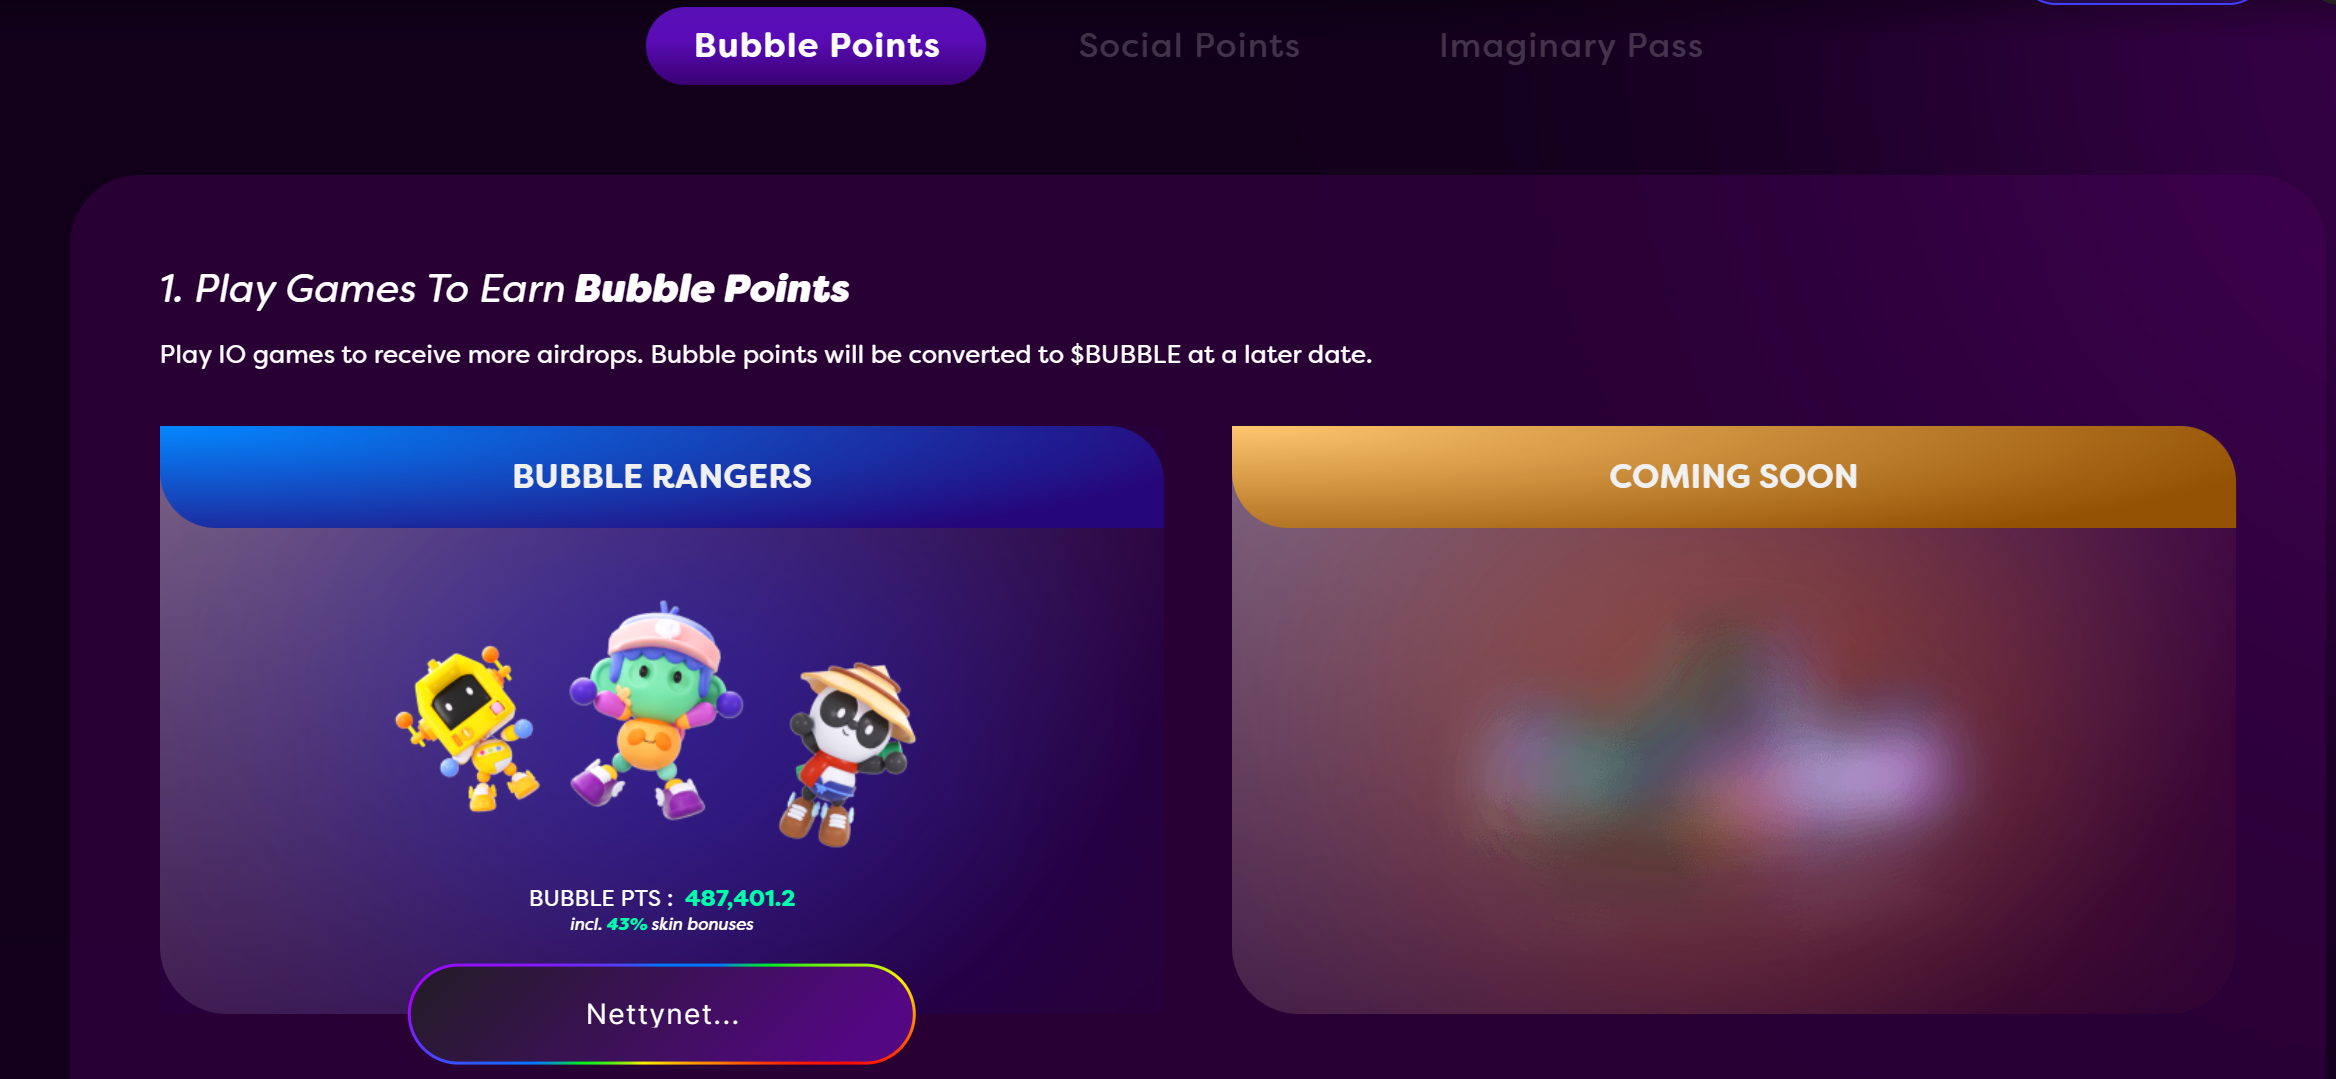 Bubble Points
Social Points
Imaginary Pass
1. Play Games To Earn Bubble Points
Play IO games to receive more airdrops. Bubble points will be converted to $BUBBLE at a later date.
BUBBLE RANGERS
COMING SOON
BUBBLE PTS : 487,401.2
incl. 43% skin bonuses
Nettynet...